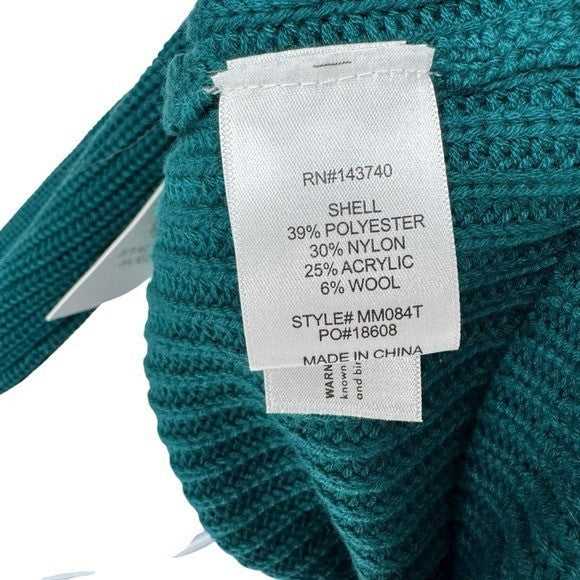 RN#143740
SHELL
39% POLYESTER
30% NYLON
25% ACRYLIC
6% WOOL
STYLE# MM084T
PO#18608
MADE IN CHINA
WARN
known
and bir